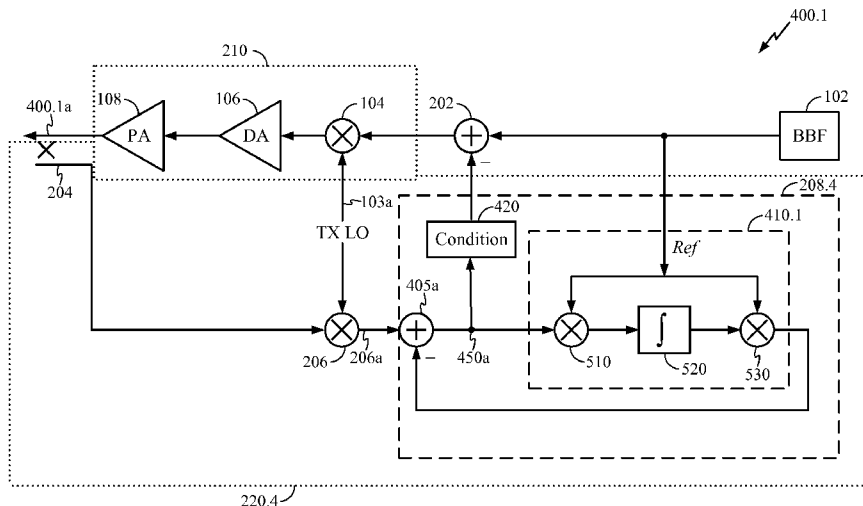 400.1
210
400.1a
108
106
104
202
102
PA
DA
BBF
204
103a
208.4
TX LO
420
Condition
410.1
Ref
405a
206
206a
450a
510
∫
520
530
220.4